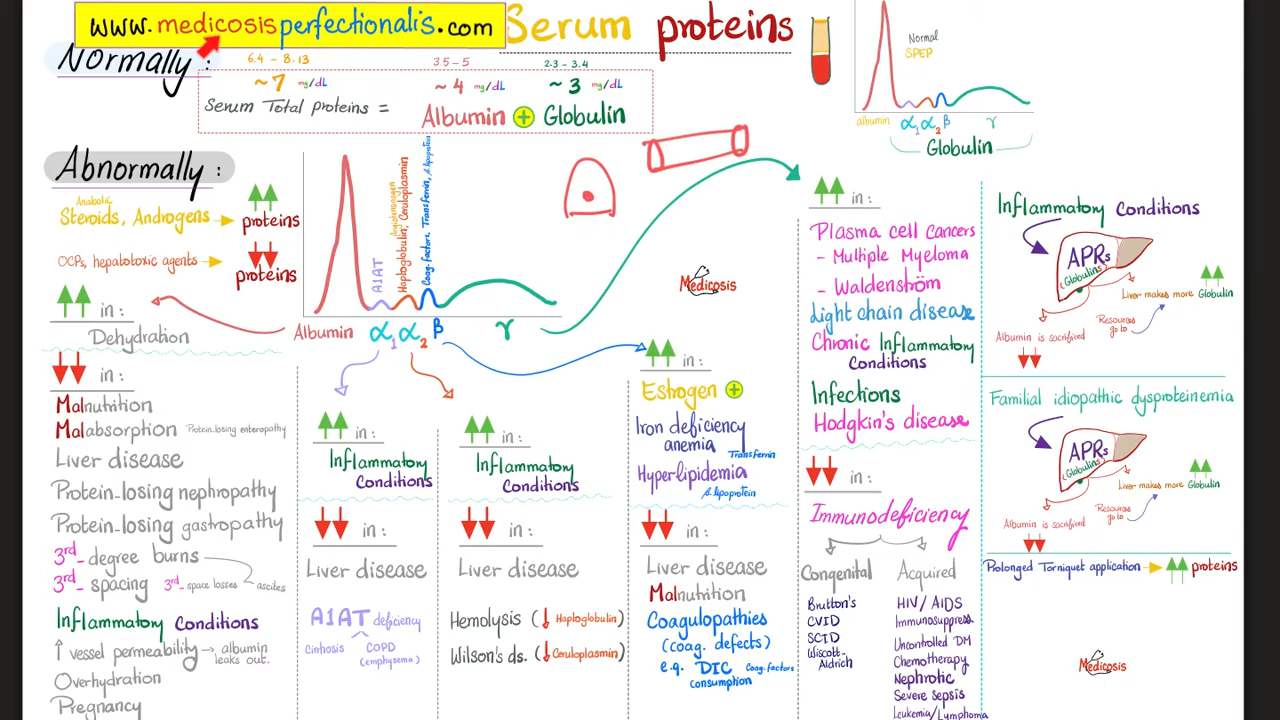 www.medicosisperfectionalis.com
Serum proteins
Normally :
6.4 - 8.13
~ 7 mg/dL
3.5 - 5
~ 4 mg/dL
2.3 - 3.4
~ 3 mg/dL
Serum Total proteins = Albumin + Globulin
Normal
SPEP
albumin α1 α2 β γ
Globulin
Abnormally :
Anabolic
Steroids, Androgens
proteins
OCPs, hepatotoxic agents
proteins
in :
Dehydration
in :
Malnutrition
Malabsorption Protein-losing enteropathy
Liver disease
Protein-losing nephropathy
Protein-losing gastropathy
3rd- degree burns
3rd- spacing 3rd- space losses ascites
Inflammatory Conditions
↑ vessel permeability → albumin
leaks out.
Overhydration
Pregnancy
A1AT
Angiotensinogen
Haptoglobulin, Ceruloplasmin
Coag. factors, Transferrin, β. lipoprotein
Albumin α1 α2 β γ
in :
Inflammatory
Conditions
in :
Liver disease
A1AT deficiency
Cirrhosis COPD
(emphysema)
in :
Inflammatory
Conditions
in :
Liver disease
Hemolysis (↓ Haptoglobulin)
Wilson's ds. (↓ Ceruloplasmin)
Medicosis
in :
Estrogen +
Iron deficiency
anemia
Transferrin
Hyperlipidemia
β. lipoprotein
in :
Liver disease
Malnutrition
Coagulopathies
(coag. defects)
e.g. DIC Coag. factors
consumption
in :
Plasma cell Cancers
- Multiple Myeloma
- Waldenström
Light chain disease
Chronic Inflammatory
Conditions
Infections
Hodgkin's disease
in :
Immunodeficiency
Congenital
Brutton's
CVID
SCID
Wiscott-
Aldrich
Acquired
HIV/ AIDS
Immunosuppress.
Uncontrolled DM
Chemotherapy
Nephrotic
Severe sepsis
Leukemia/Lymphoma
Inflammatory Conditions
APRs
(Globulins)
Liver makes more Globulin
Resources
go to
Albumin is sacrificed
Familial idiopathic dysproteinemia
APRs
(Globulins)
Liver makes more Globulin
Resources
go to
Albumin is sacrificed
Prolonged Torniquet application proteins
Medicosis